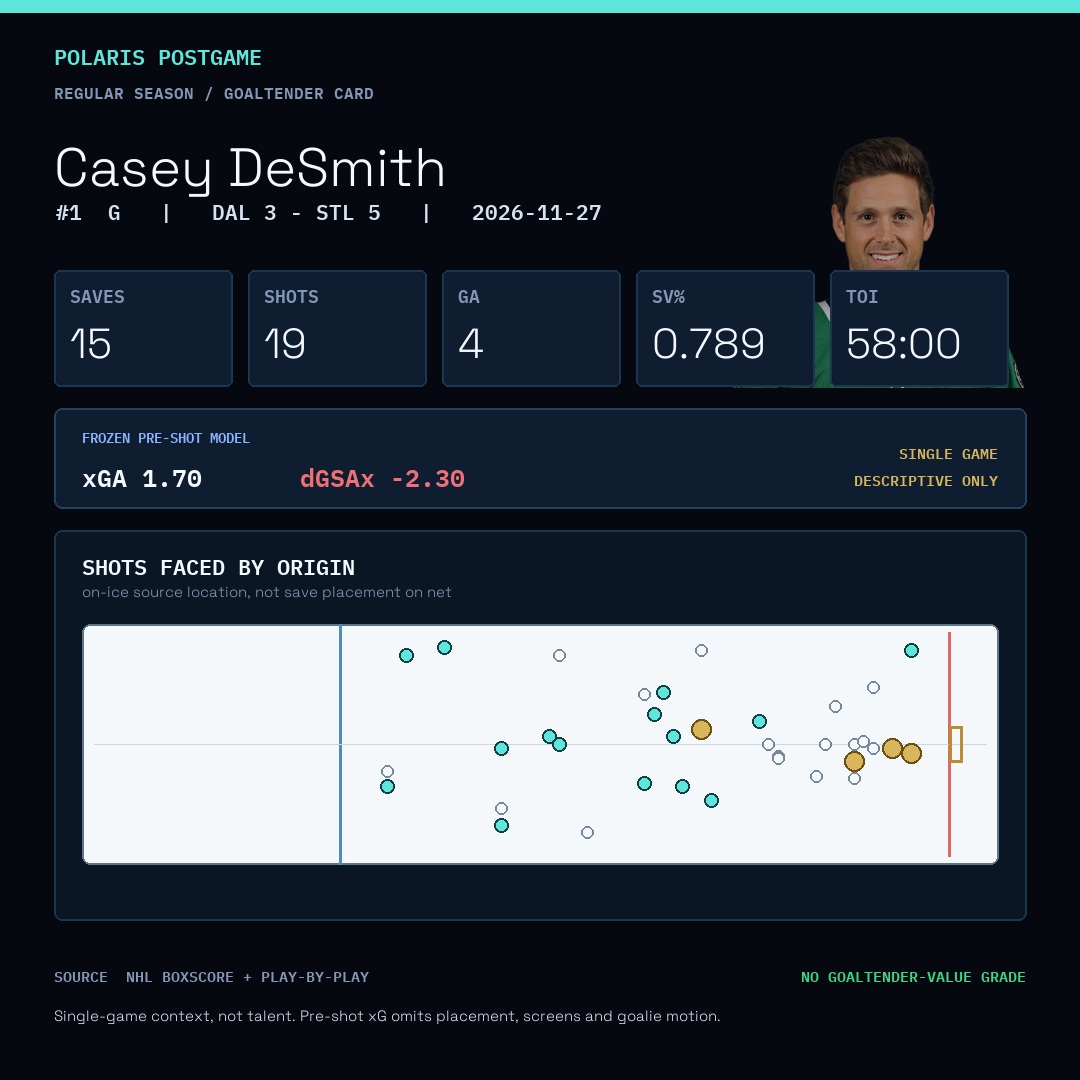 POLARIS POSTGAME
REGULAR SEASON / GOALTENDER CARD
Casey DeSmith
#1 G | DAL 3 - STL 5 | 2026-11-27
SAVES SHOTS GA SV% TOI
15 19 4 0.789 58:00
FROZEN PRE-SHOT MODEL
SINGLE GAME
xGA 1.70 dGSAx -2.30
DESCRIPTIVE ONLY
SHOTS FACED BY ORIGIN
on-ice source location, not save placement on net
SOURCE NHL BOXSCORE + PLAY-BY-PLAY
NO GOALTENDER-VALUE GRADE
Single-game context, not talent. Pre-shot xG omits placement, screens and goalie motion.